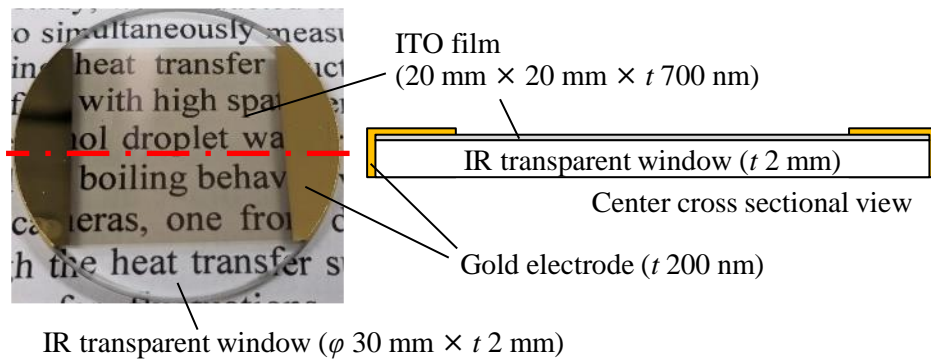 to simultaneously measu
heat transfer
with high spa
droplet wa
boiling behav
eras, one fro
the heat transfer
ITO film
(20 mm × 20 mm × t 700 nm)
IR transparent window (t 2 mm)
Center cross sectional view
Gold electrode (t 200 nm)
IR transparent window (φ 30 mm × t 2 mm)